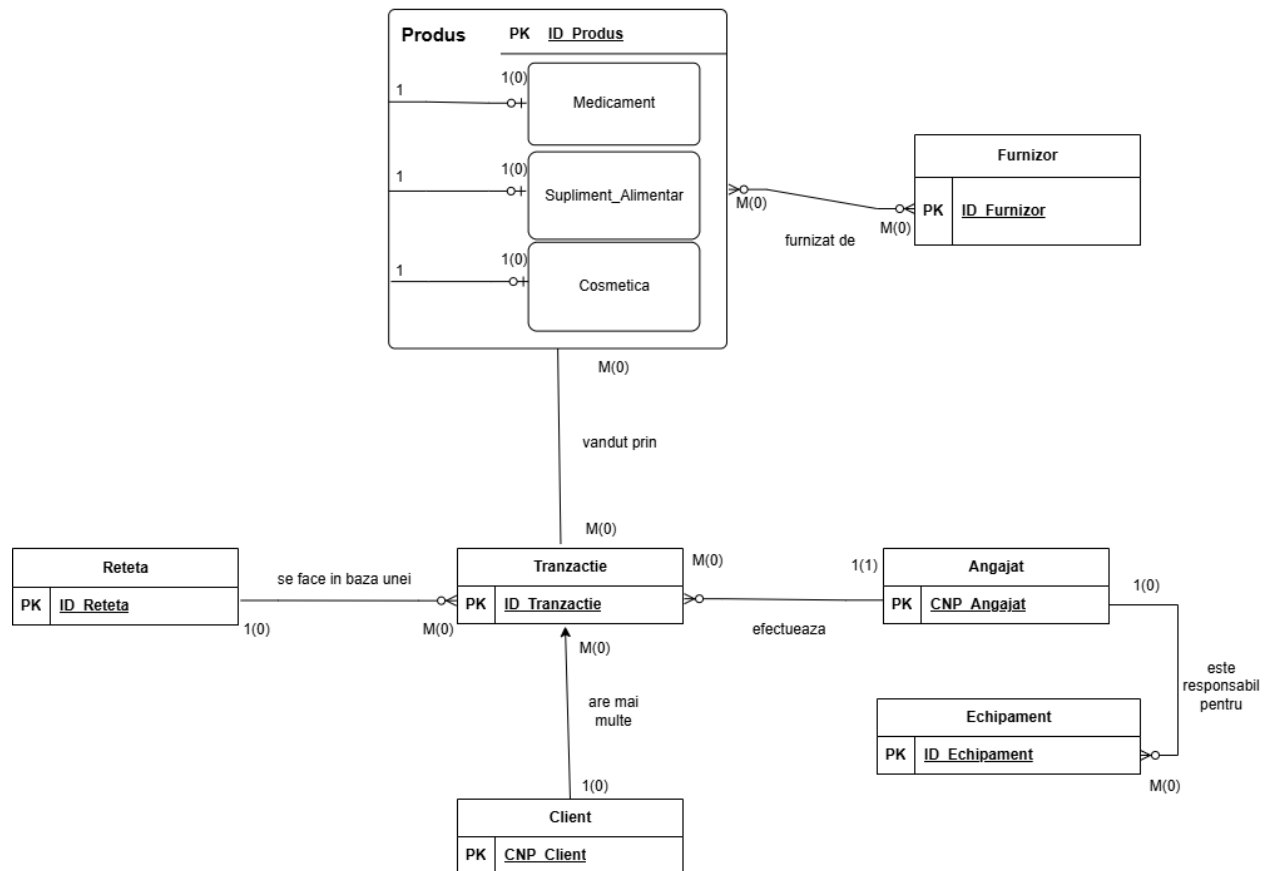 Produs
PK ID_Produs
1 1(0)
Medicament
1 1(0)
Supliment_Alimentar
1 1(0)
Cosmetica
M(0)
furnizat de
M(0)
Furnizor
PK ID_Furnizor
M(0)
vandut prin
M(0)
Reteta
PK ID_Reteta
1(0)
se face in baza unei
M(0)
Tranzactie
PK ID_Tranzactie
M(0)
efectueaza
1(1)
Angajat
PK CNP_Angajat
1(0)
este
responsabil
pentru
M(0)
Echipament
PK ID_Echipament
M(0)
are mai
multe
1(0)
Client
PK CNP_Client